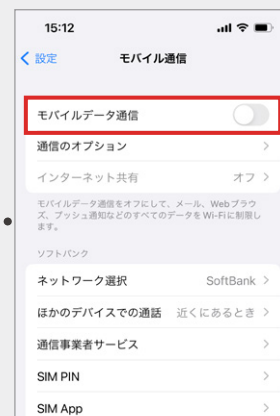 15:12
設定
モバイル通信
モバイルデータ通信
通信のオプション
インターネット共有 オフ
モバイルデータ通信をオフにして、メール、Webブラウ
ズ、プッシュ通知などのすべてのデータをWi-Fiに制限し
ます。
ソフトバンク
ネットワーク選択 SoftBank
ほかのデバイスでの通話 近くにあるとき
通信事業者サービス
SIM PIN
SIM App